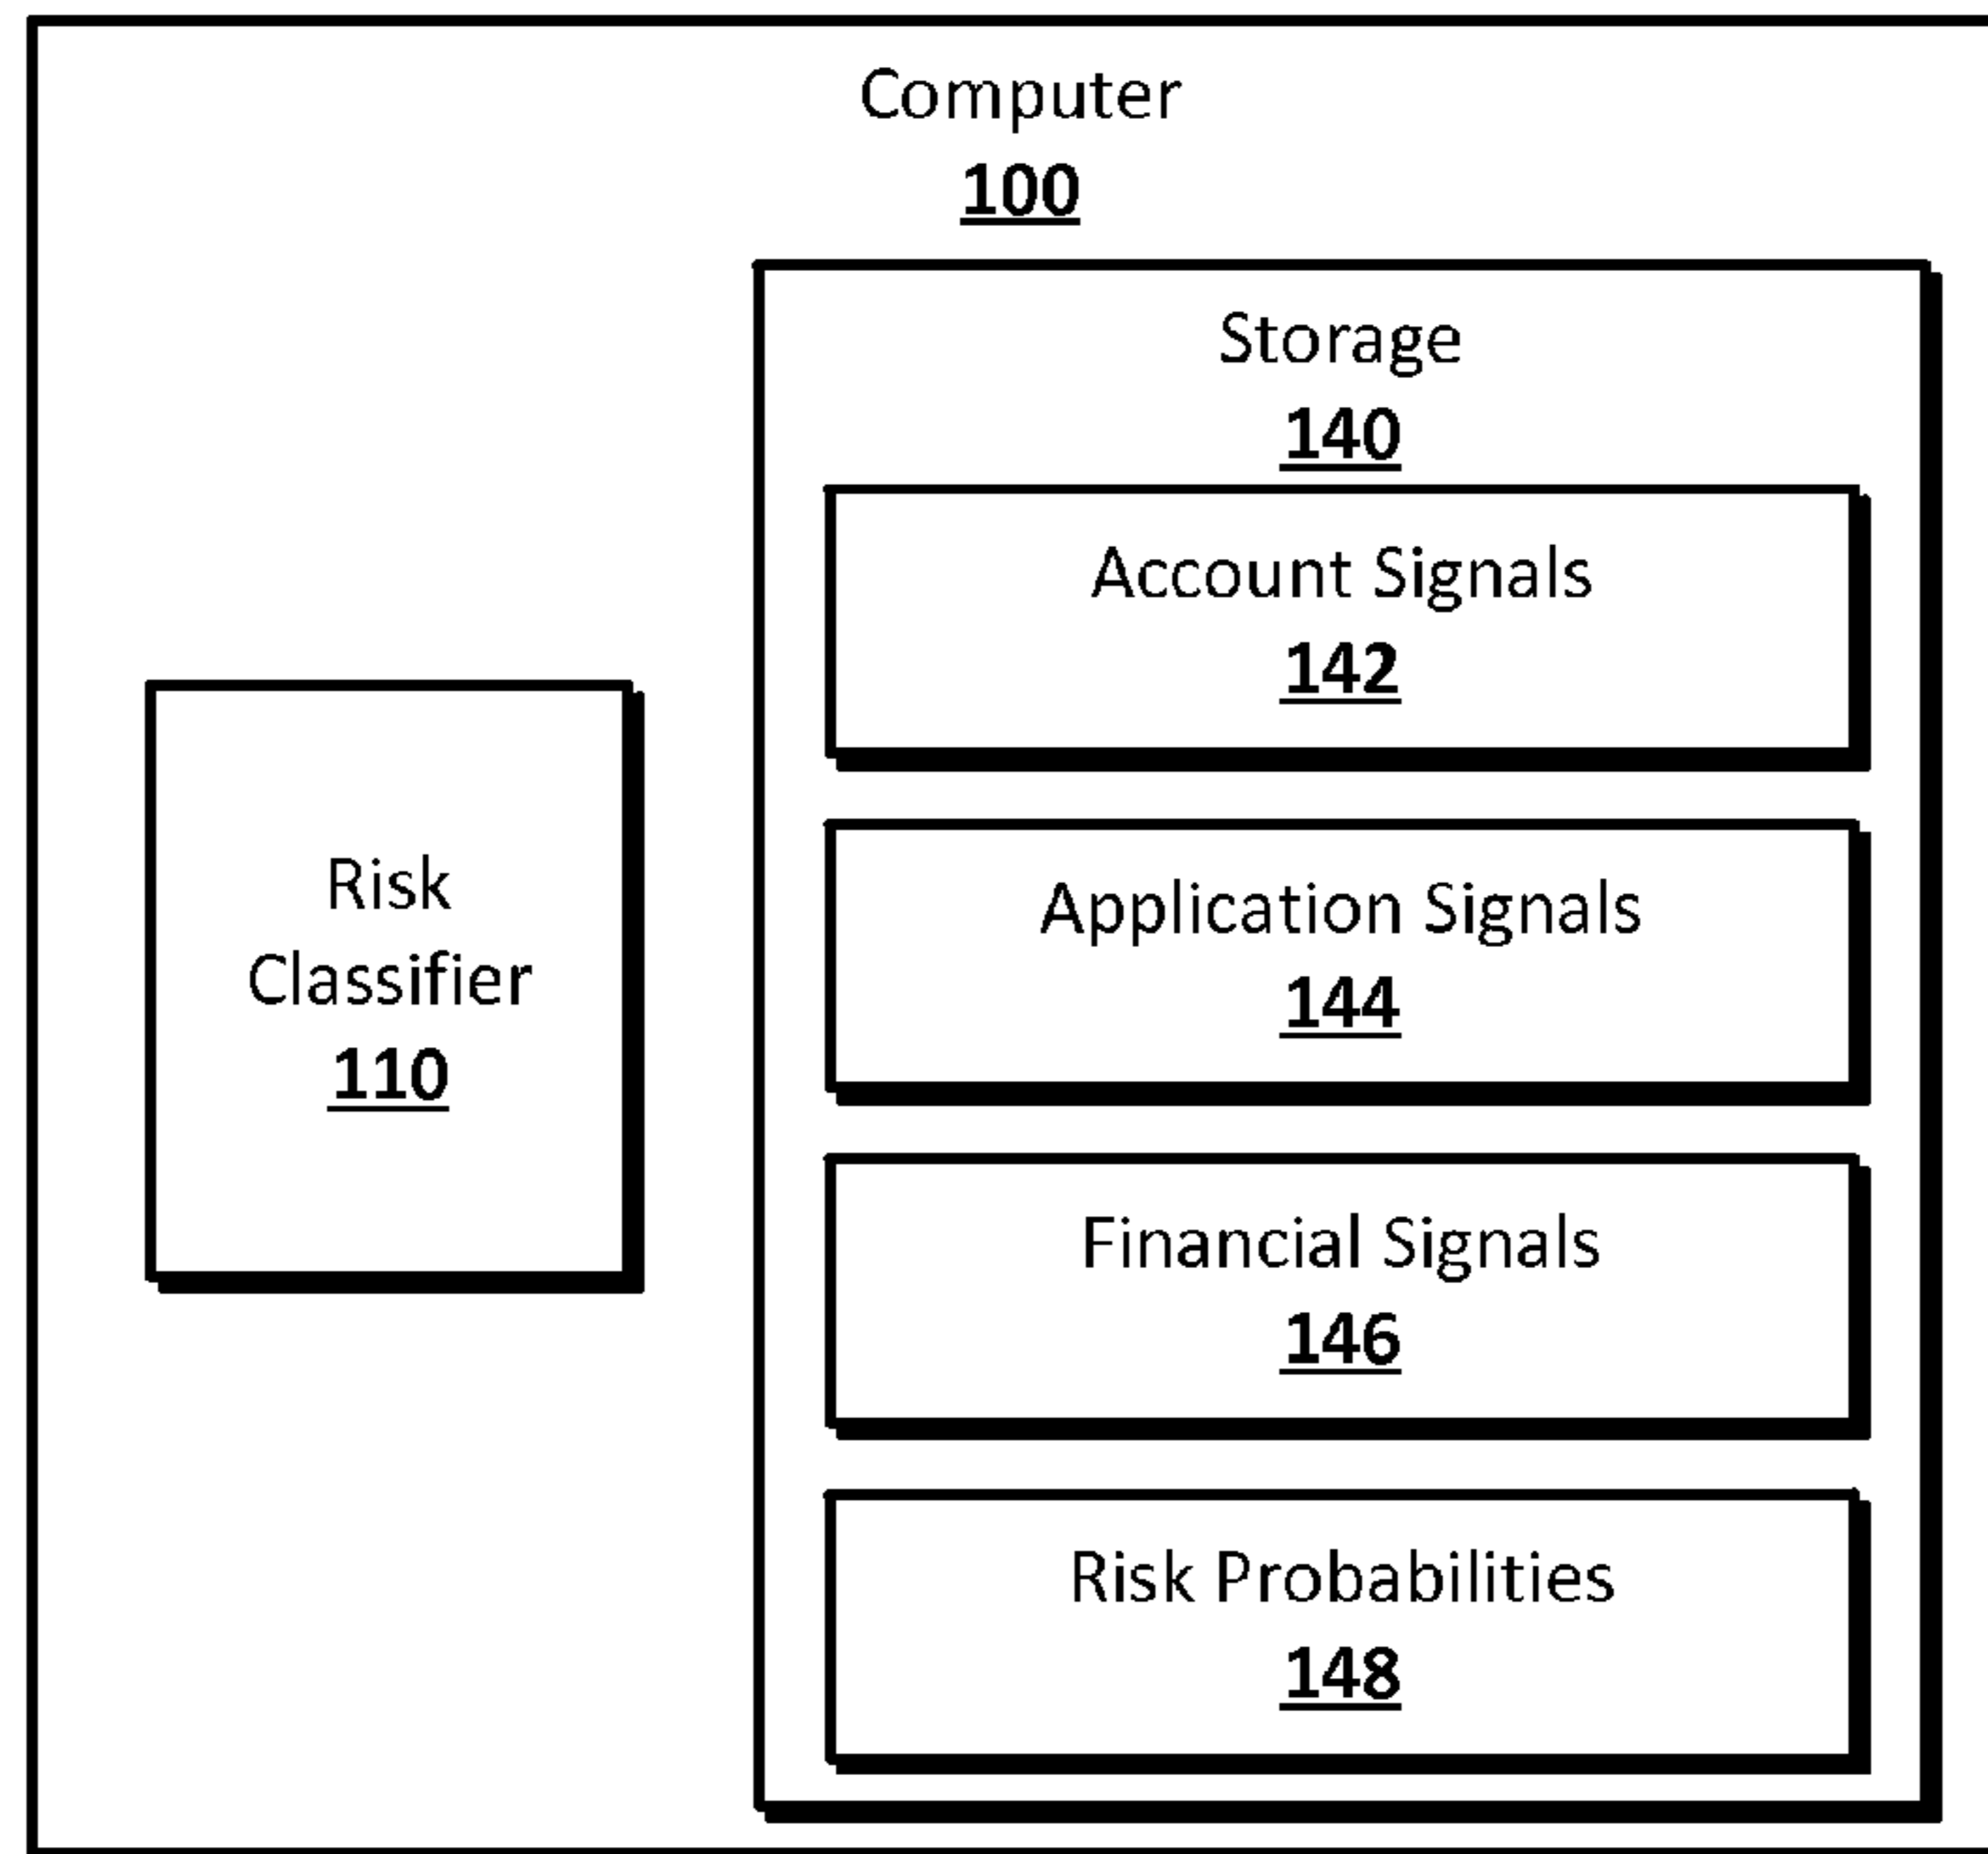 Computer
100
Storage
140
Account Signals
142
Risk
Classifier
110
Application Signals
144
Financial Signals
146
Risk Probabilities
148